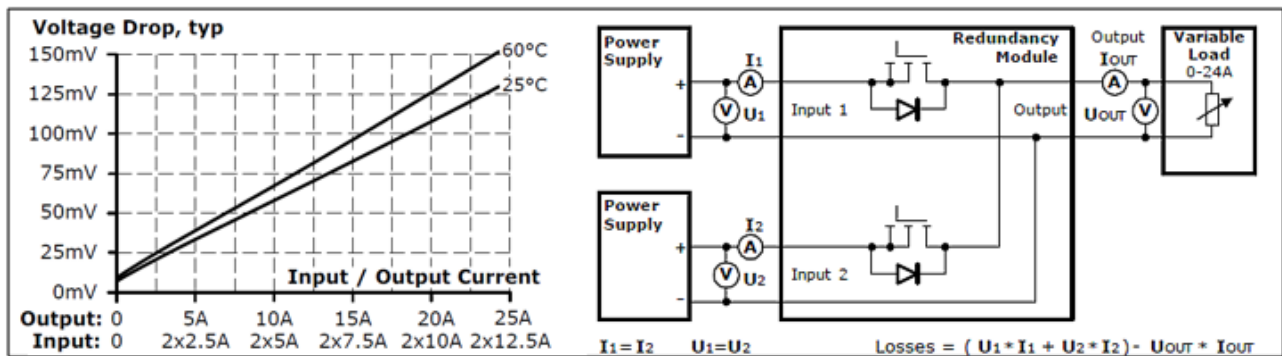 Voltage Drop, typ
150mV
125mV
100mV
75mV
50mV
25mV
0mV
60°C
25°C
Input / Output Current
Output: 0 5A 10A 15A 20A 25A
Input: 0 2x2.5A 2x5A 2x7.5A 2x10A 2x12.5A
Power
Supply
+
-
I1
A
V
U1
Input 1
Redundancy
Module
Output
Output
IOUT
A
UOUT
V
Variable
Load
0-24A
Power
Supply
+
-
I2
A
V
U2
Input 2
I1=I2 U1=U2 Losses = ( U1*I1 + U2*I2)- UOUT * IOUT